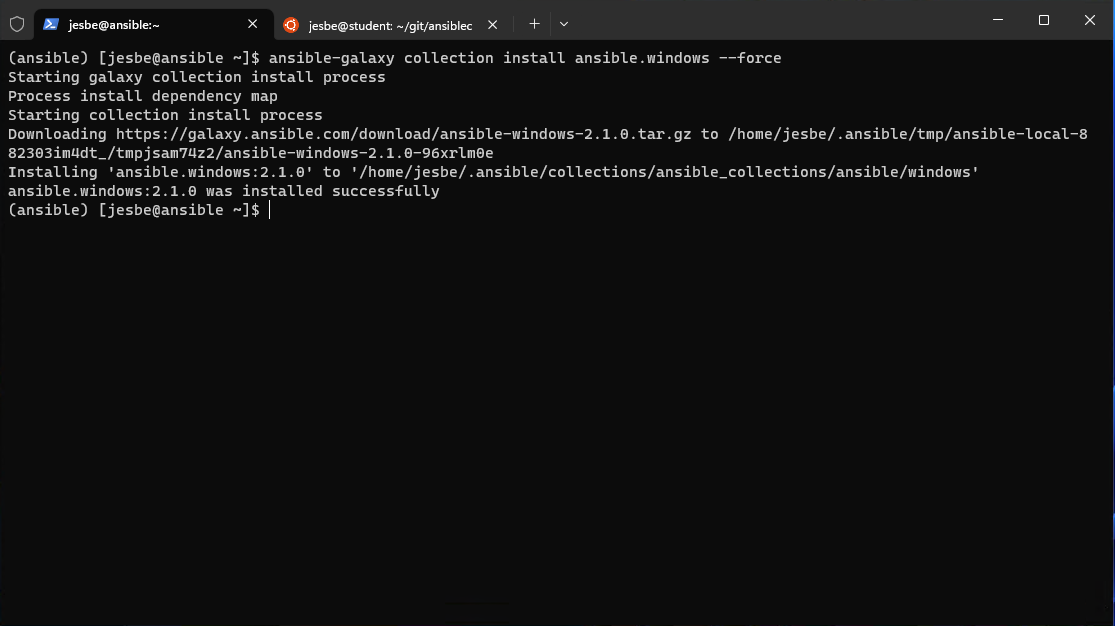 jesbe@ansible:~
jesbe@student: ~/git/ansiblec
(ansible) [jesbe@ansible ~]$ ansible-galaxy collection install ansible.windows --force
Starting galaxy collection install process
Process install dependency map
Starting collection install process
Downloading https://galaxy.ansible.com/download/ansible-windows-2.1.0.tar.gz to /home/jesbe/.ansible/tmp/ansible-local-8
82303im4dt_/tmpjsam74z2/ansible-windows-2.1.0-96xrlm0e
Installing 'ansible.windows:2.1.0' to '/home/jesbe/.ansible/collections/ansible_collections/ansible/windows'
ansible.windows:2.1.0 was installed successfully
(ansible) [jesbe@ansible ~]$